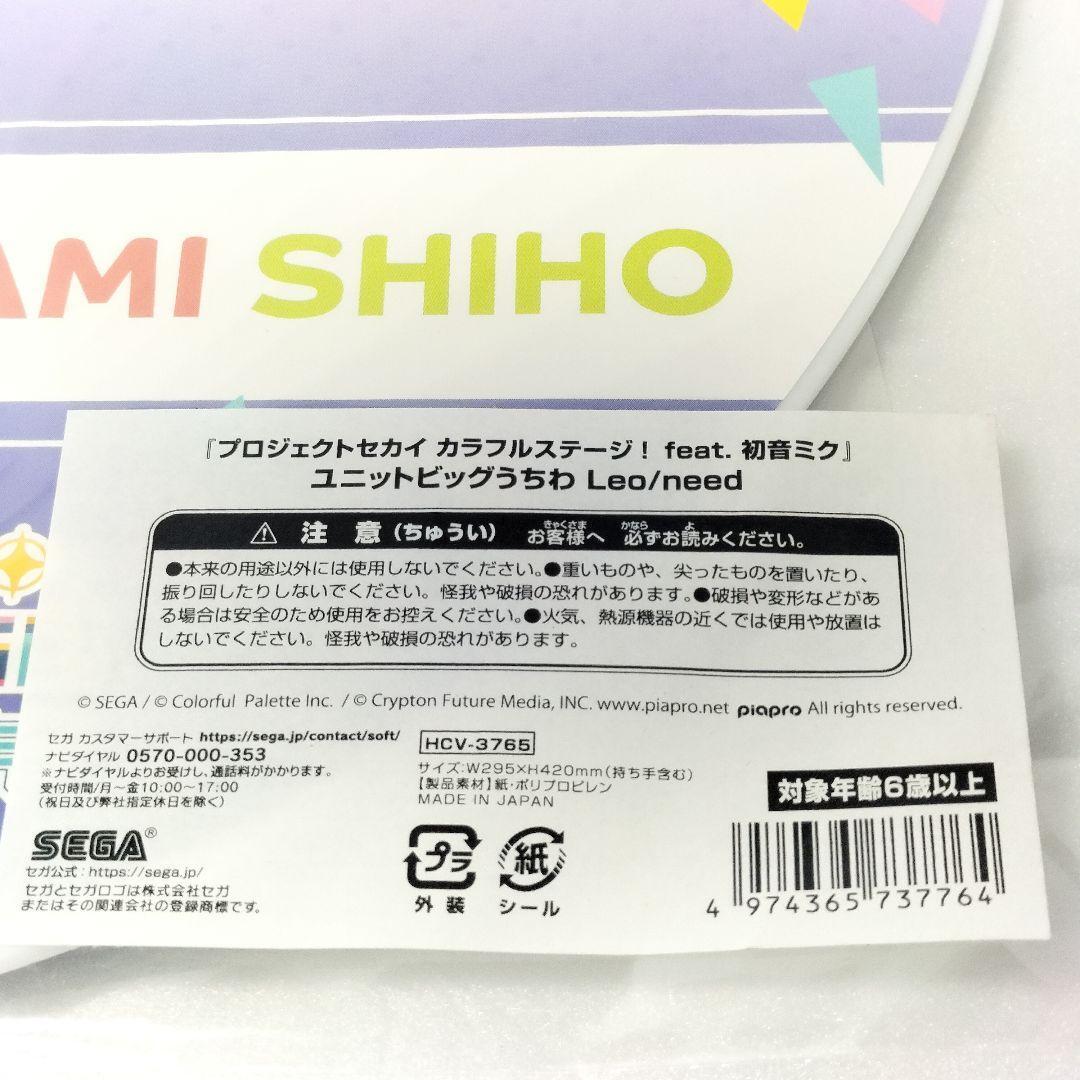 AMI SHIHO
『プロジェクトセカイ カラフルステージ！ feat. 初音ミク』
ユニットビッグうちわ Leo/need
注 意（ちゅうい） お客様へ 必ずお読みください。
きゃくさま かなら よ
●本来の用途以外には使用しないでください。●重いものや、尖ったものを置いたり、
振り回したりしないでください。怪我や破損の恐れがあります。●破損や変形などがあ
る場合は安全のため使用をお控えください。●火気、熱源機器の近くでは使用や放置は
しないでください。怪我や破損の恐れがあります。
© SEGA / © Colorful Palette Inc. / © Crypton Future Media, INC. www.piapro.net piapro All rights reserved.
セガ カスタマーサポート https://sega.jp/contact/soft/
ナビダイヤル 0570-000-353
※ナビダイヤルよりお受けし、通話料がかかります。
受付時間/月～金10:00～17:00
（祝日及び弊社指定休日を除く）
SEGA®
セガ公式：https://sega.jp/
セガとセガロゴは株式会社セガ
またはその関連会社の登録商標です。
HCV-3765
サイズ：W295×H420mm（持ち手含む）
【製品素材】紙・ポリプロピレン
MADE IN JAPAN
プラ
外 装
紙
シール
対象年齢6歳以上
4 974365 737764